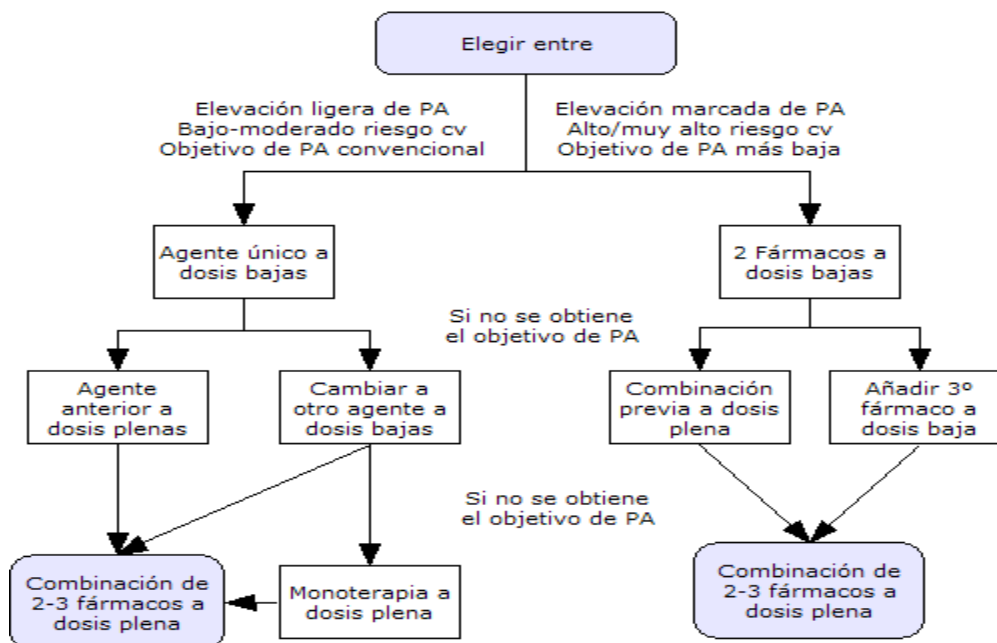 Elegir entre
Elevación ligera de PA
Bajo-moderado riesgo cv
Objetivo de PA convencional
Elevación marcada de PA
Alto/muy alto riesgo cv
Objetivo de PA más baja
Agente único a
dosis bajas
2 Fármacos a
dosis bajas
Si no se obtiene
el objetivo de PA
Agente
anterior a
dosis plenas
Cambiar a
otro agente a
dosis bajas
Combinación
previa a dosis
plena
Añadir 3º
fármaco a
dosis baja
Si no se obtiene
el objetivo de PA
Combinación de
2-3 fármacos a
dosis plena
Monoterapia a
dosis plena
Combinación de
2-3 fármacos a
dosis plena